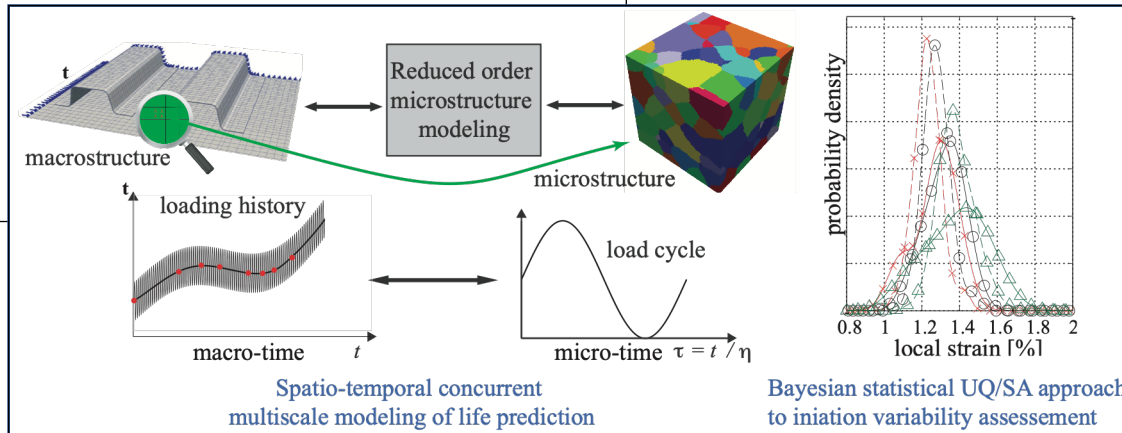 t
Reduced order
microstructure
modeling
macrostructure
microstructure
t
loading history
load cycle
macro-time
t
micro-time τ = t / η
Spatio-temporal concurrent
multiscale modeling of life prediction
probability density
0.8 1 1.2 1.4 1.6 1.8 2
local strain [%]
Bayesian statistical UQ/SA approach
to iniation variability assessement